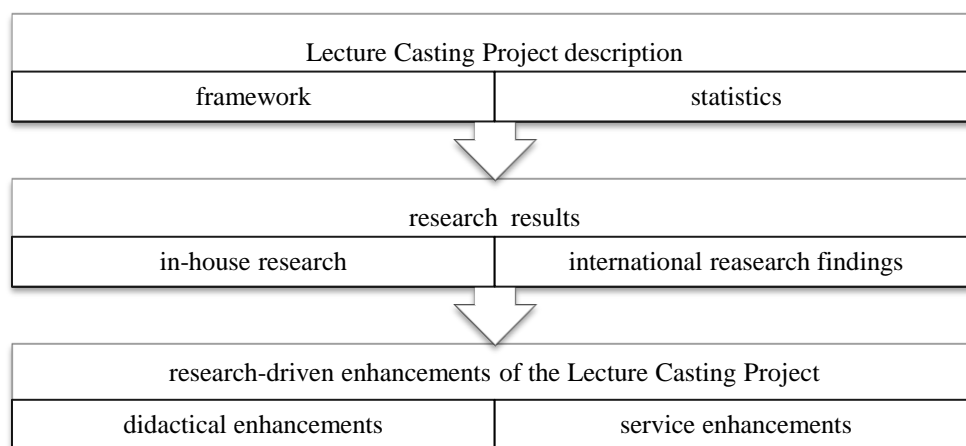 Lecture Casting Project description
framework statistics
research results
in-house research international reasearch findings
research-driven enhancements of the Lecture Casting Project
didactical enhancements service enhancements